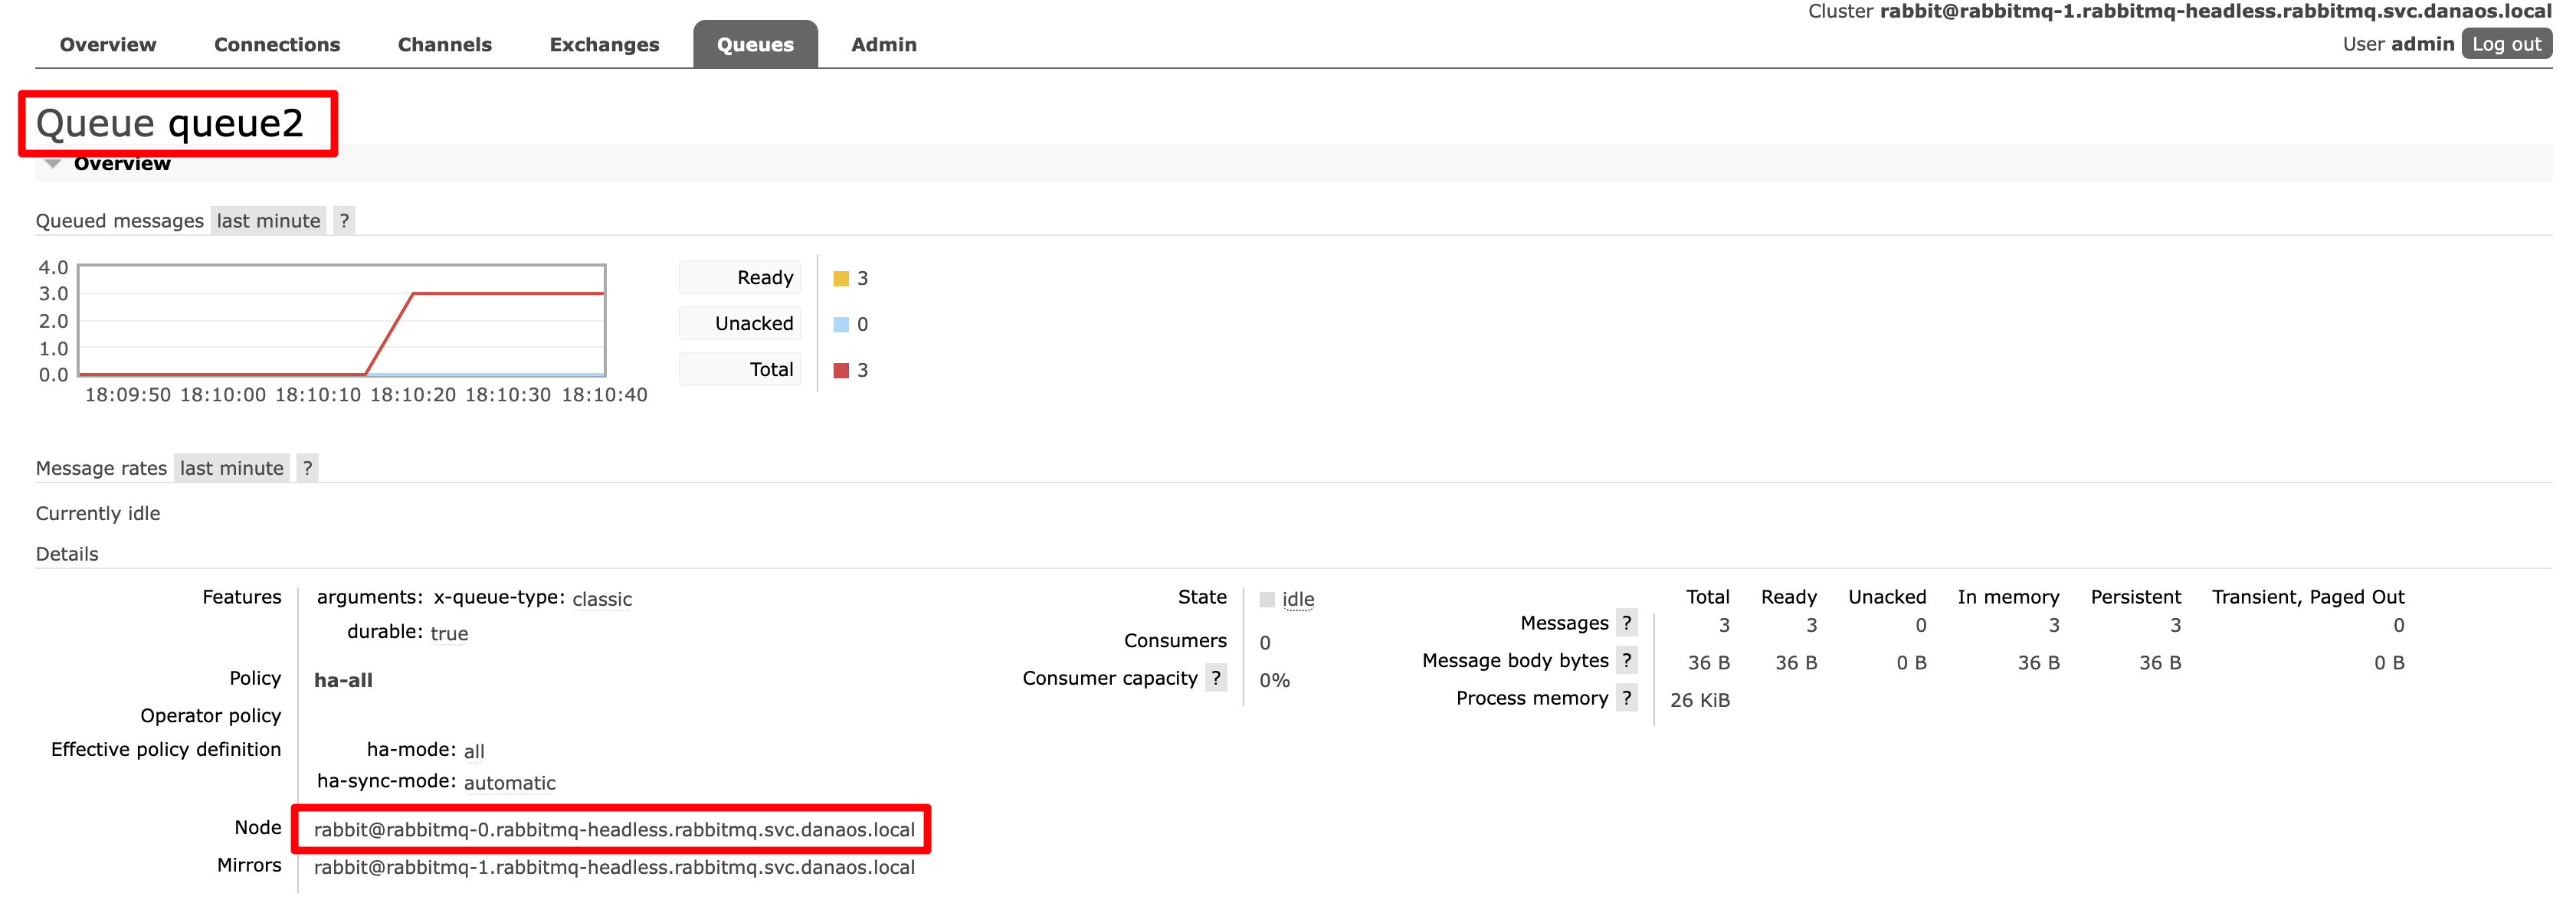 Cluster rabbit@rabbitmq-1.rabbitmq-headless.rabbitmq.svc.danaos.local
Overview Connections Channels Exchanges Queues Admin
User admin Log out
Queue queue2
Overview
Queued messages last minute ?
4.0
3.0
2.0
1.0
0.0
18:09:50 18:10:00 18:10:10 18:10:20 18:10:30 18:10:40
Ready 3
Unacked 0
Total 3
Message rates last minute ?
Currently idle
Details
Features arguments: x-queue-type: classic
durable: true
Policy ha-all
Operator policy
Effective policy definition ha-mode: all
ha-sync-mode: automatic
Node rabbit@rabbitmq-0.rabbitmq-headless.rabbitmq.svc.danaos.local
Mirrors rabbit@rabbitmq-1.rabbitmq-headless.rabbitmq.svc.danaos.local
State idle
Consumers 0
Consumer capacity ? 0%
Total Ready Unacked In memory Persistent Transient, Paged Out
Messages ? 3 3 0 3 3 0
Message body bytes ? 36 B 36 B 0 B 36 B 36 B 0 B
Process memory ? 26 KiB